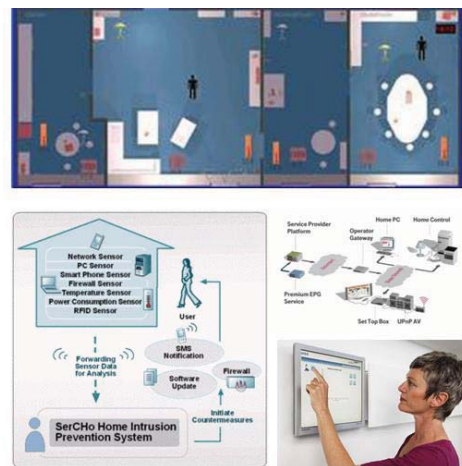 Network Sensor
PC Sensor
Smart Phone Sensor
Firewall Sensor
Temperature Sensor
Power Consumption Sensor
RFID Sensor
User
SMS
Notification
Firewall
Software
Update
Forwarding
Sensor Data
for Analysis
Initiate
Countermeasures
SerCHo Home Intrusion
Prevention System
Service Provider
Platform
Operator
Gateway
Home PC
Home Control
Premium EPG
Service
Set Top Box
UPnP AV